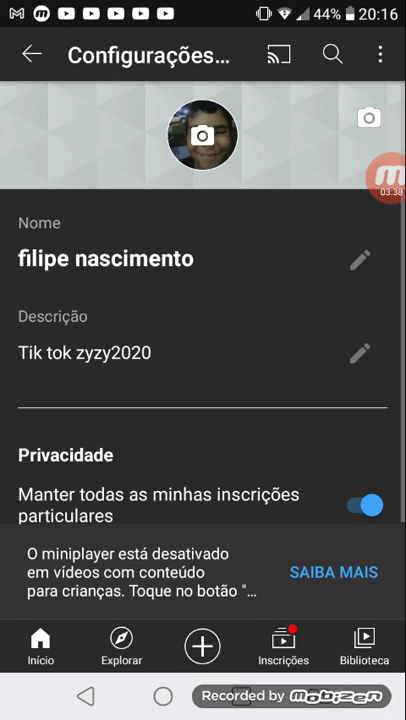 44% 20:16
Configurações...
03:38
Nome
filipe nascimento
Descrição
Tik tok zyzy2020
Privacidade
Manter todas as minhas inscrições
particulares
O miniplayer está desativado
em vídeos com conteúdo
para crianças. Toque no botão "...
SAIBA MAIS
Início
Explorar
Inscrições
Biblioteca
Recorded by mobizen